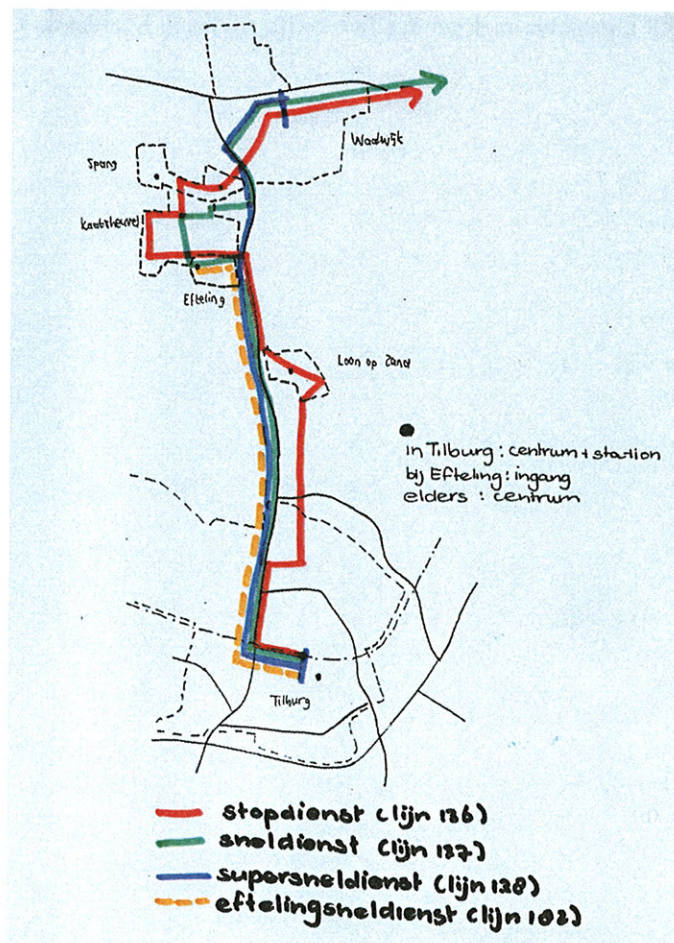 Waalwijk
Sprang
Kaatsheuvel
Efteling
Loon op Zand
in Tilburg : centrum + station
bij Efteling : ingang
elders : centrum
Tilburg
stopdienst (lijn 136)
sneldienst (lijn 137)
supersneldienst (lijn 138)
eftelingsneldienst (lijn 182)